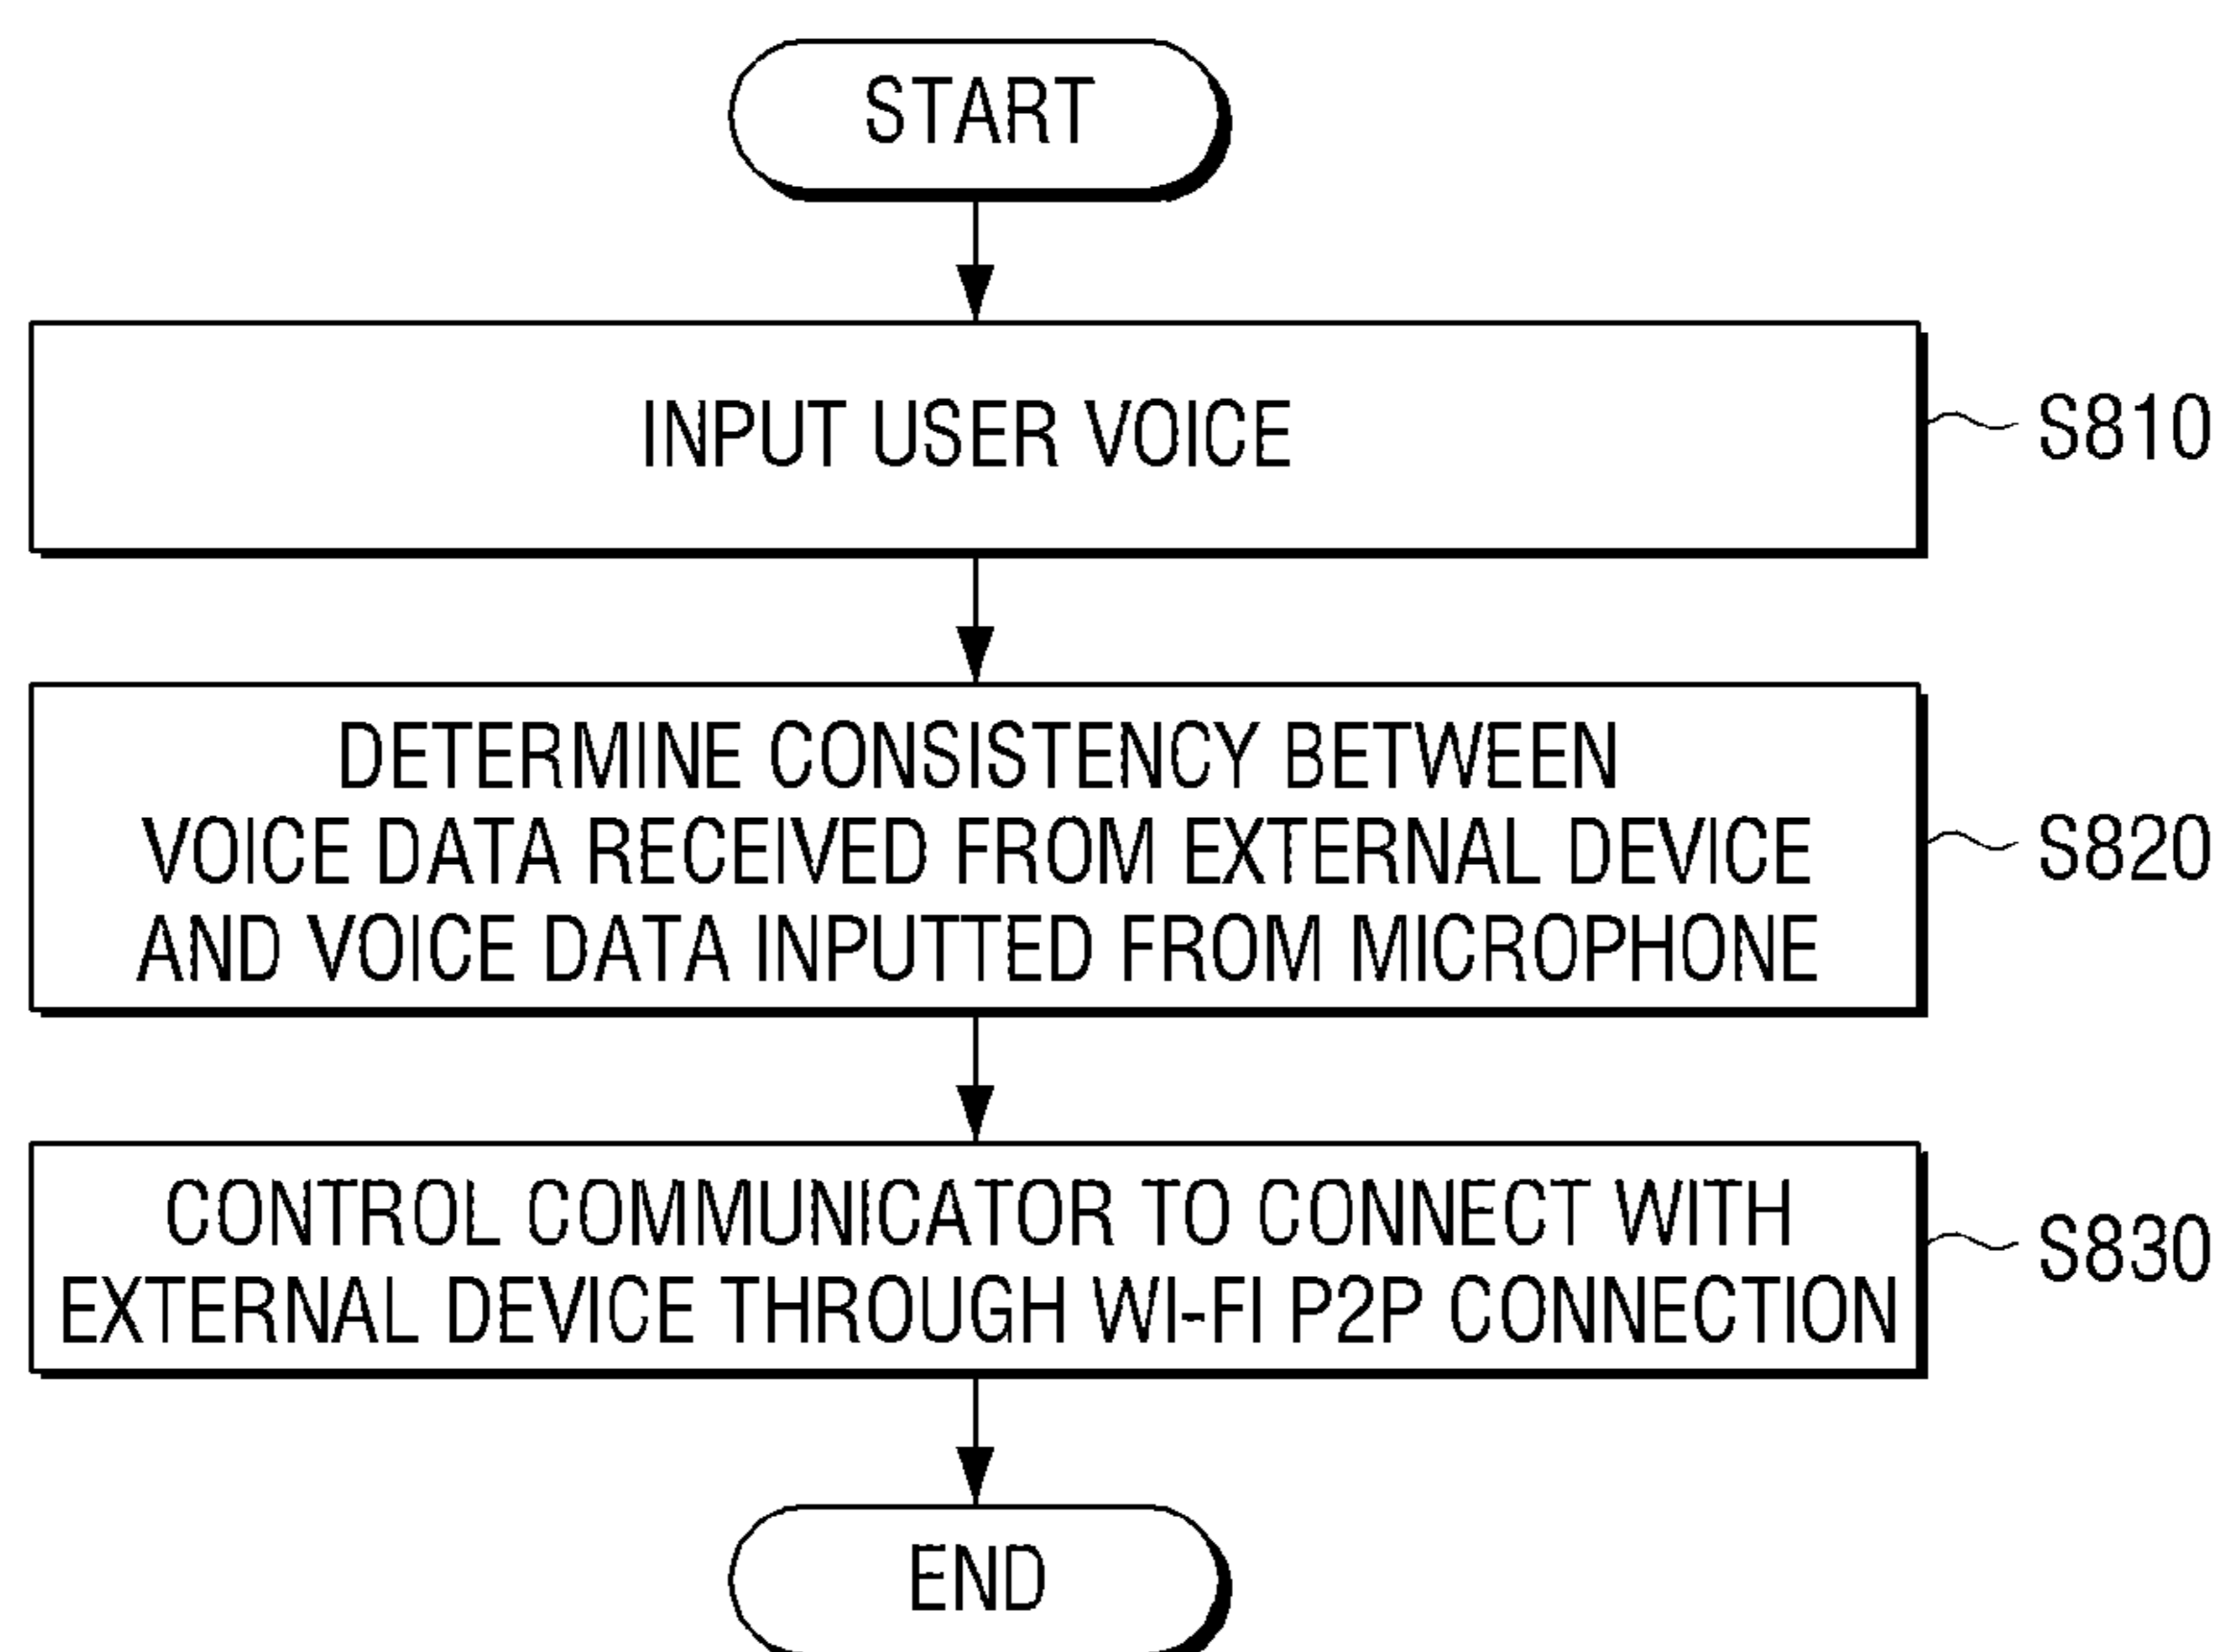 START
INPUT USER VOICE
S810
DETERMINE CONSISTENCY BETWEEN
VOICE DATA RECEIVED FROM EXTERNAL DEVICE
AND VOICE DATA INPUTTED FROM MICROPHONE
S820
CONTROL COMMUNICATOR TO CONNECT WITH
EXTERNAL DEVICE THROUGH WI-FI P2P CONNECTION
S830
END